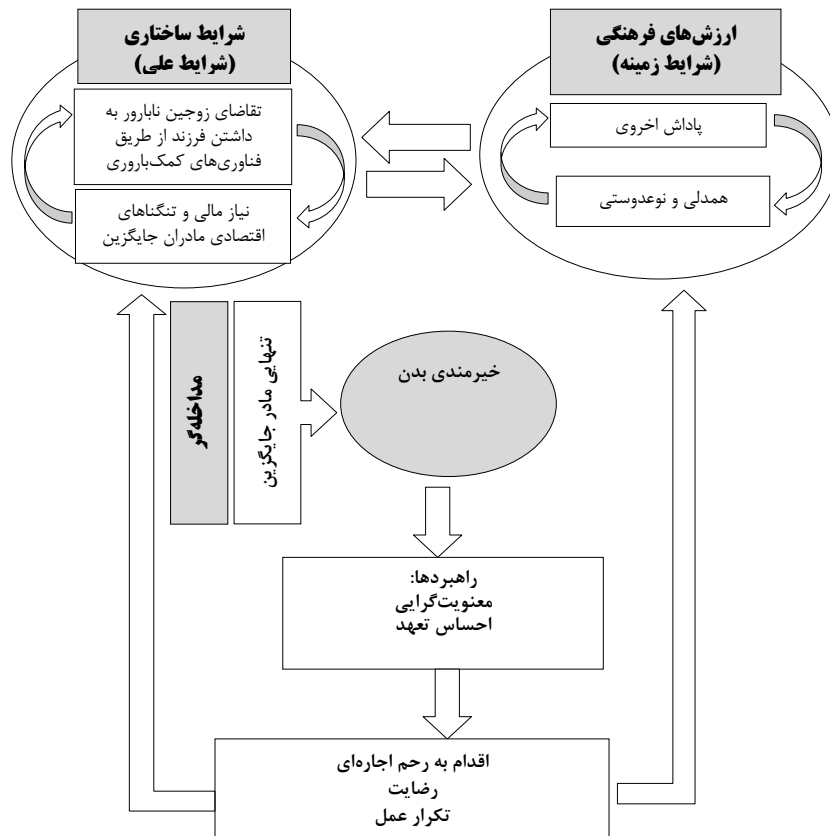 ارزش‌های فرهنگی
(شرایط زمینه)
پاداش اخروی
همدلی و نوعدوستی
شرایط ساختاری
(شرایط علی)
تقاضای زوجین نابارور به
داشتن فرزند از طریق
فناوری‌های کمک‌باروری
نیاز مالی و تنگناهای
اقتصادی مادران جایگزین
مداخله‌گر
تنهایی مادر جایگزین
خیرمندی بدن
راهبردها:
معنویت‌گرایی
احساس تعهد
اقدام به رحم اجاره‌ای
رضایت
تکرار عمل